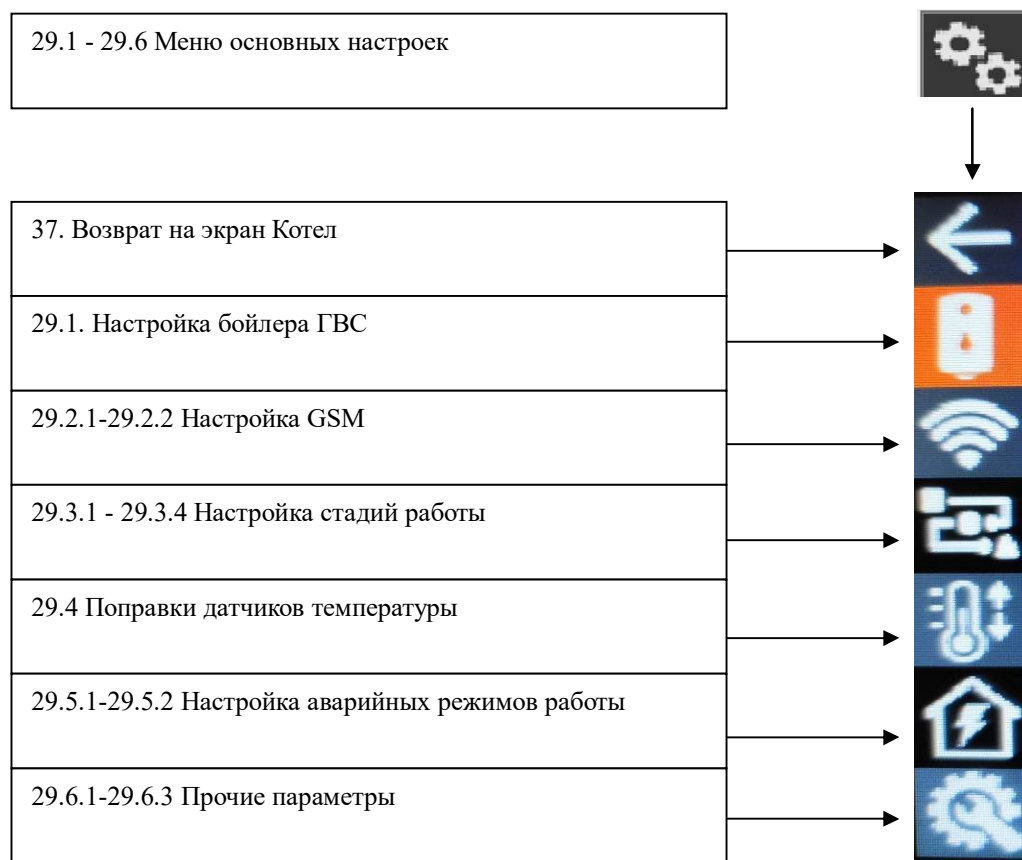 29.1 - 29.6 Меню основных настроек
37. Возврат на экран Котел
29.1. Настройка бойлера ГВС
29.2.1-29.2.2 Настройка GSM
29.3.1 - 29.3.4 Настройка стадий работы
29.4 Поправки датчиков температуры
29.5.1-29.5.2 Настройка аварийных режимов работы
29.6.1-29.6.3 Прочие параметры